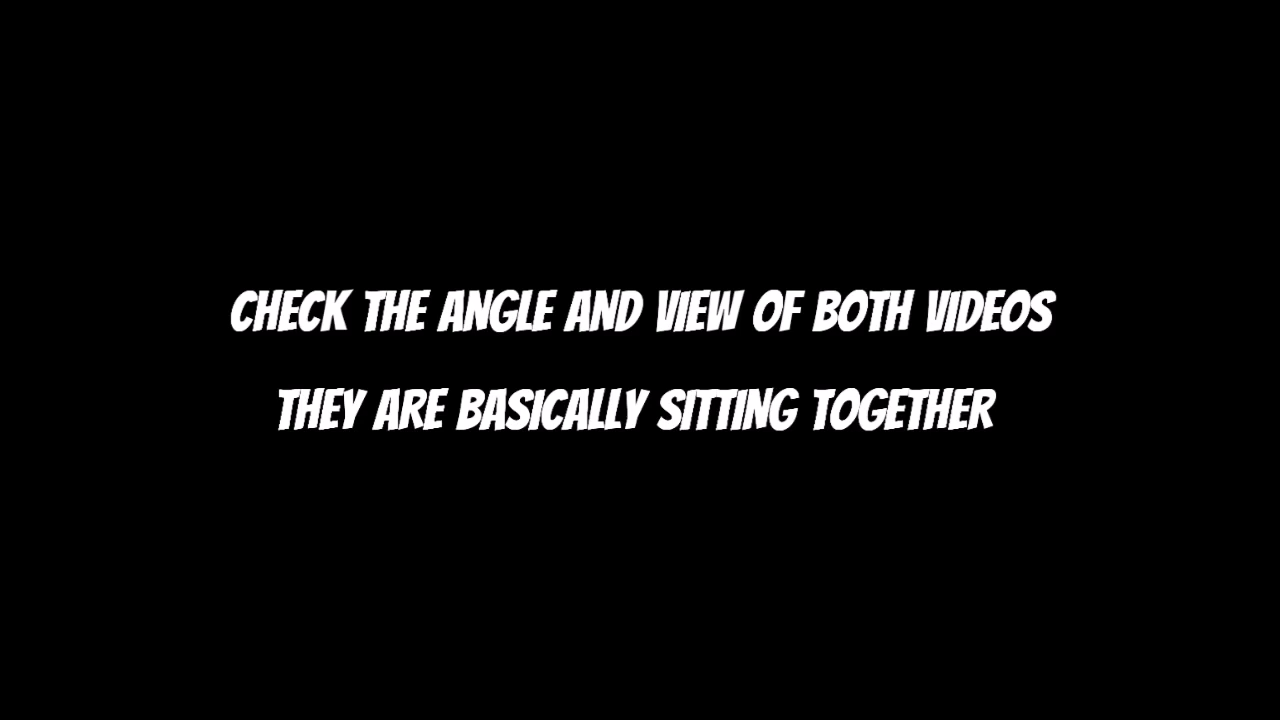 CHECK THE ANGLE AND VIEW OF BOTH VIDEOS
THEY ARE BASICALLY SITTING TOGETHER